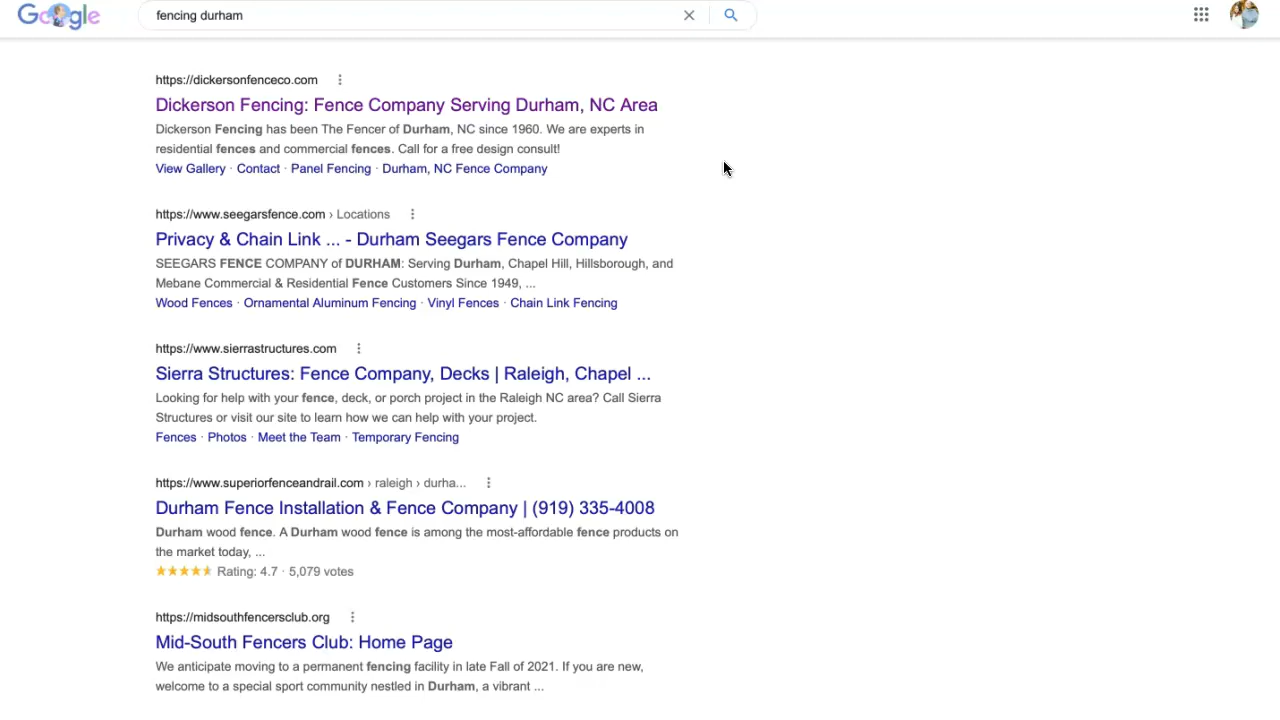 Google
fencing durham
https://dickersonfenceco.com
Dickerson Fencing: Fence Company Serving Durham, NC Area
Dickerson Fencing has been The Fencer of Durham, NC since 1960. We are experts in
residential fences and commercial fences. Call for a free design consult!
View Gallery · Contact · Panel Fencing · Durham, NC Fence Company
https://www.seegarsfence.com › Locations
Privacy & Chain Link ... - Durham Seegars Fence Company
SEEGARS FENCE COMPANY of DURHAM: Serving Durham, Chapel Hill, Hillsborough, and
Mebane Commercial & Residential Fence Customers Since 1949, ...
Wood Fences · Ornamental Aluminum Fencing · Vinyl Fences · Chain Link Fencing
https://www.sierrastructures.com
Sierra Structures: Fence Company, Decks | Raleigh, Chapel ...
Looking for help with your fence, deck, or porch project in the Raleigh NC area? Call Sierra
Structures or visit our site to learn how we can help with your project.
Fences · Photos · Meet the Team · Temporary Fencing
https://www.superiorfenceandrail.com › raleigh › durha...
Durham Fence Installation & Fence Company | (919) 335-4008
Durham wood fence. A Durham wood fence is among the most-affordable fence products on
the market today, ...
Rating: 4.7 · 5,079 votes
https://midsouthfencersclub.org
Mid-South Fencers Club: Home Page
We anticipate moving to a permanent fencing facility in late Fall of 2021. If you are new,
welcome to a special sport community nestled in Durham, a vibrant ...